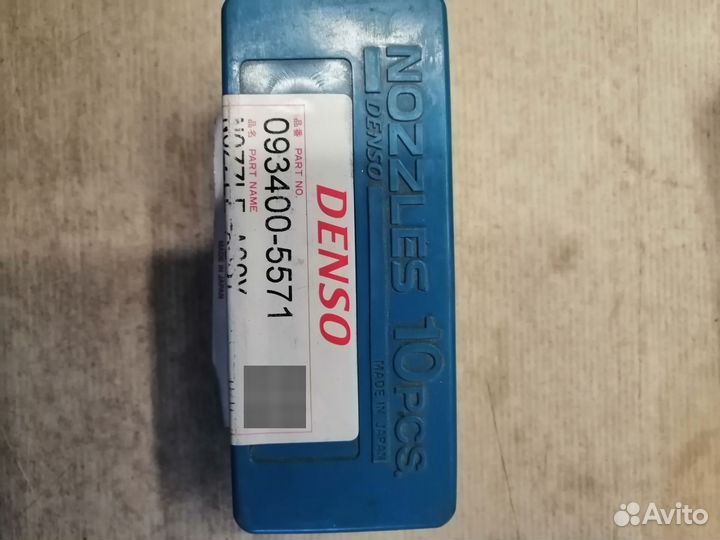 DENSO
品番 PART NO.
093400-5571
品名 PART NAME
MADE IN JAPAN
NOZZLES 10PCS.
DENSO
MADE IN JAPAN
Avito